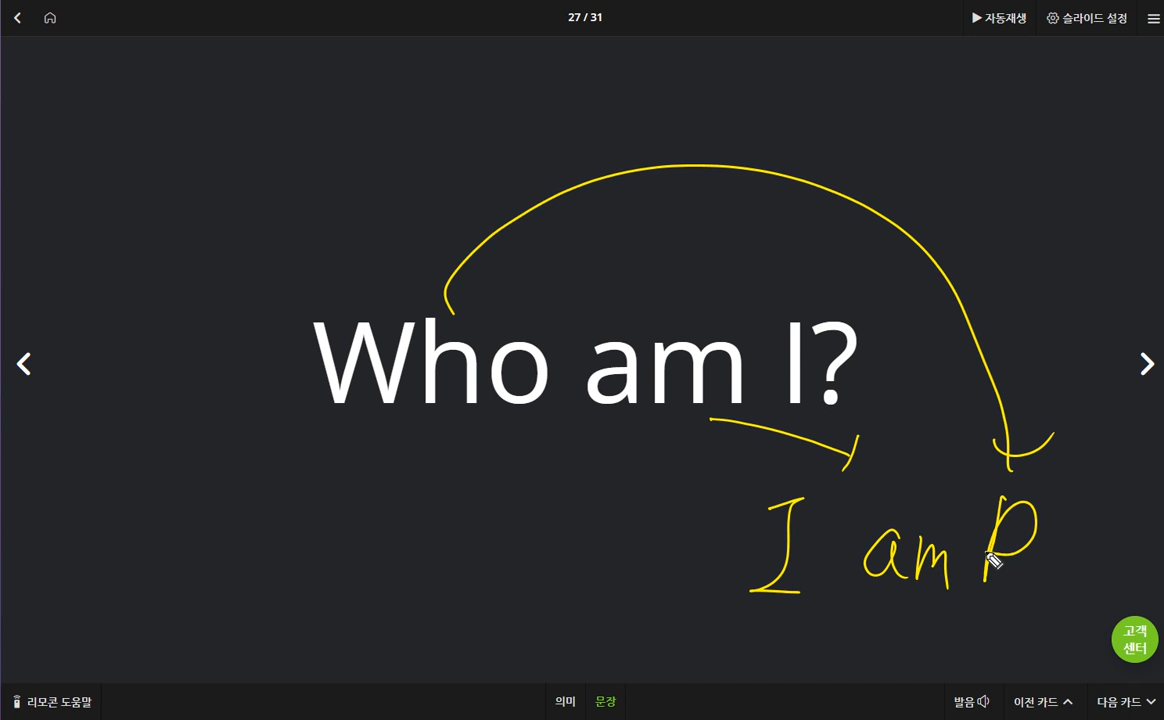 27 / 31
자동재생
슬라이드 설정
Who am I?
I am P
고객
센터
리모콘 도움말
의미
문장
발음
이전 카드
다음 카드